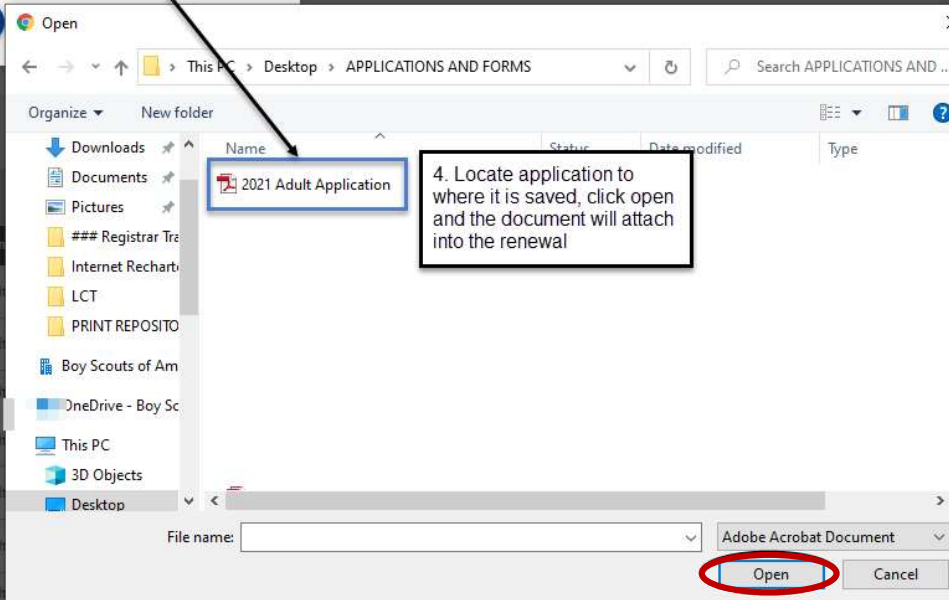 Open
This PC > Desktop > APPLICATIONS AND FORMS
Search APPLICATIONS AND ...
Organize
New folder
Name
Status
Date modified
Type
Downloads
Documents
Pictures
### Registrar Tra
Internet Recharte
LCT
PRINT REPOSITO
Boy Scouts of Am
OneDrive - Boy Sc
This PC
3D Objects
Desktop
2021 Adult Application
4. Locate application to
where it is saved, click open
and the document will attach
into the renewal
File name:
Adobe Acrobat Document
Open
Cancel